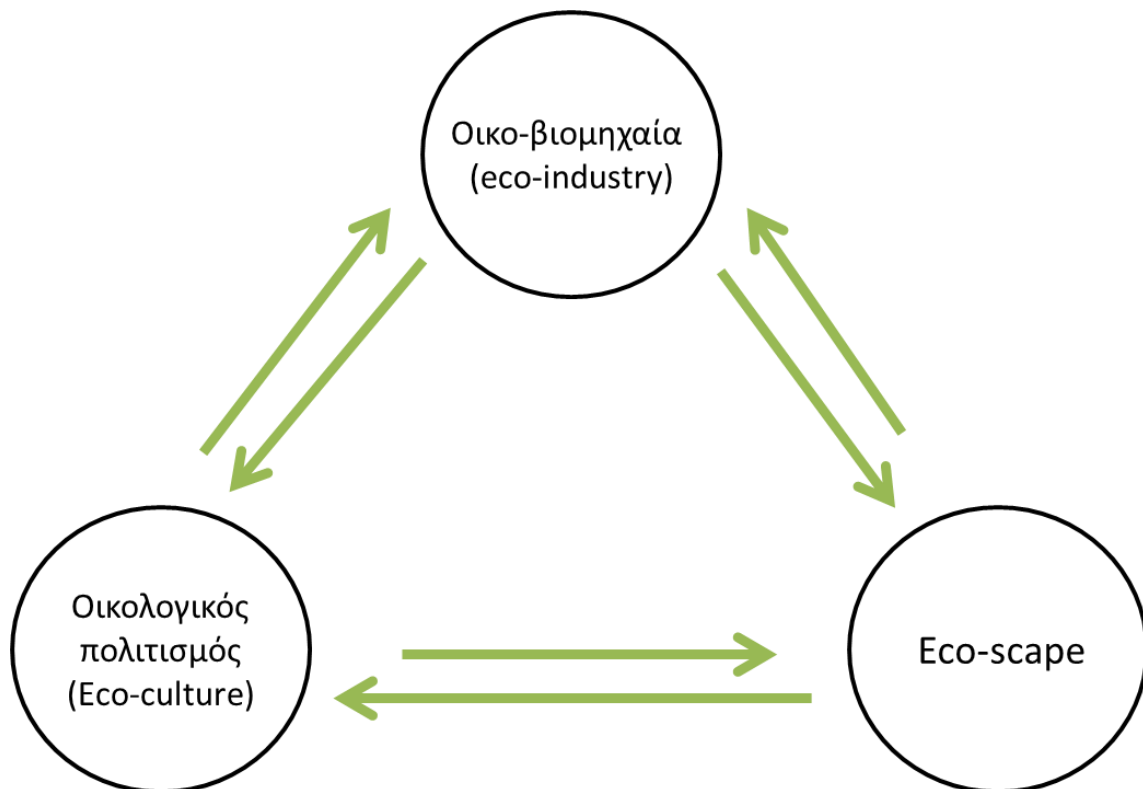 Οικο-βιομηχαία
(eco-industry)
Οικολογικός
πολιτισμός
(Eco-culture)
Eco-scape